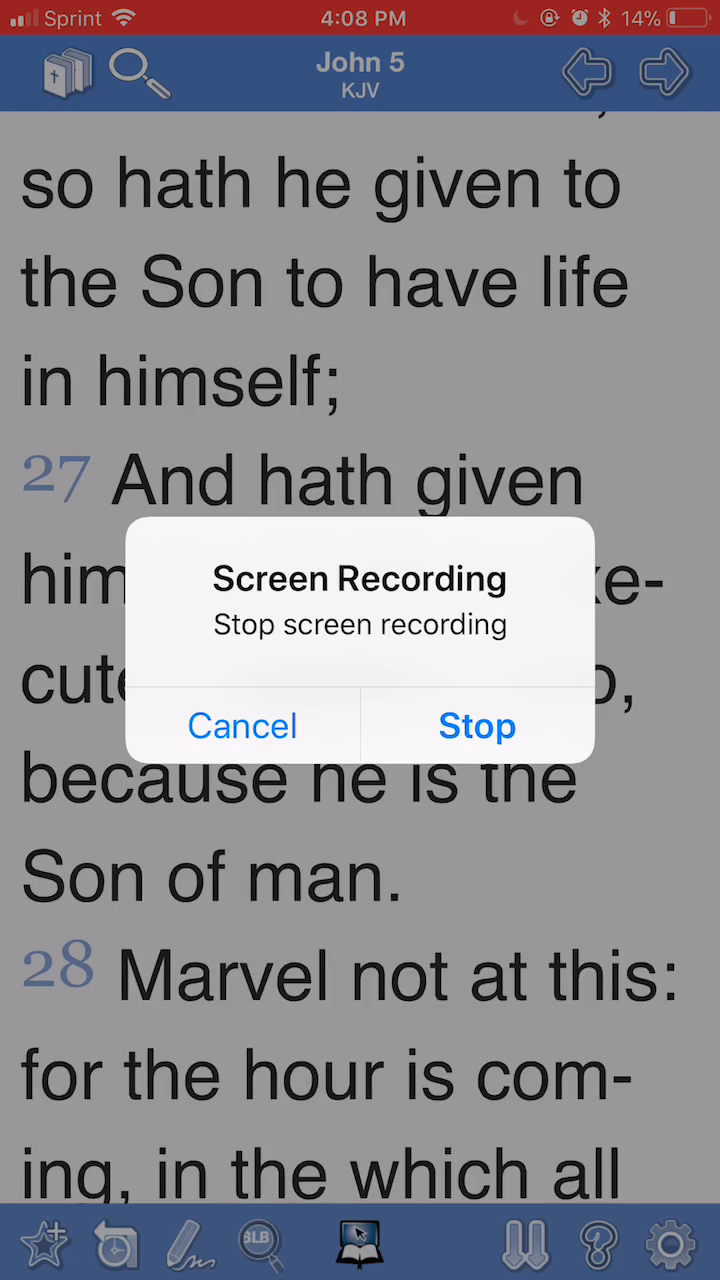 Sprint 4:08 PM 14%
John 5
KJV
so hath he given to
the Son to have life
in himself;
27 And hath given
him
Screen Recording
Stop screen recording
Cancel Stop
because he is the
Son of man.
28 Marvel not at this:
for the hour is com-
ing, in the which all
BLB